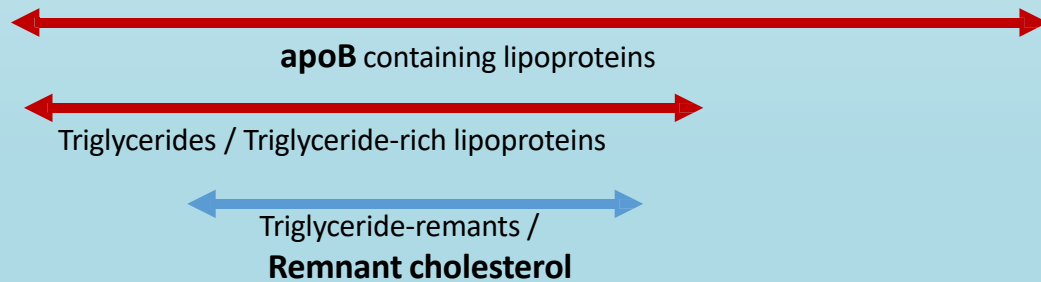 apoB containing lipoproteins
Triglycerides / Triglyceride-rich lipoproteins
Triglyceride-remants /
Remnant cholesterol